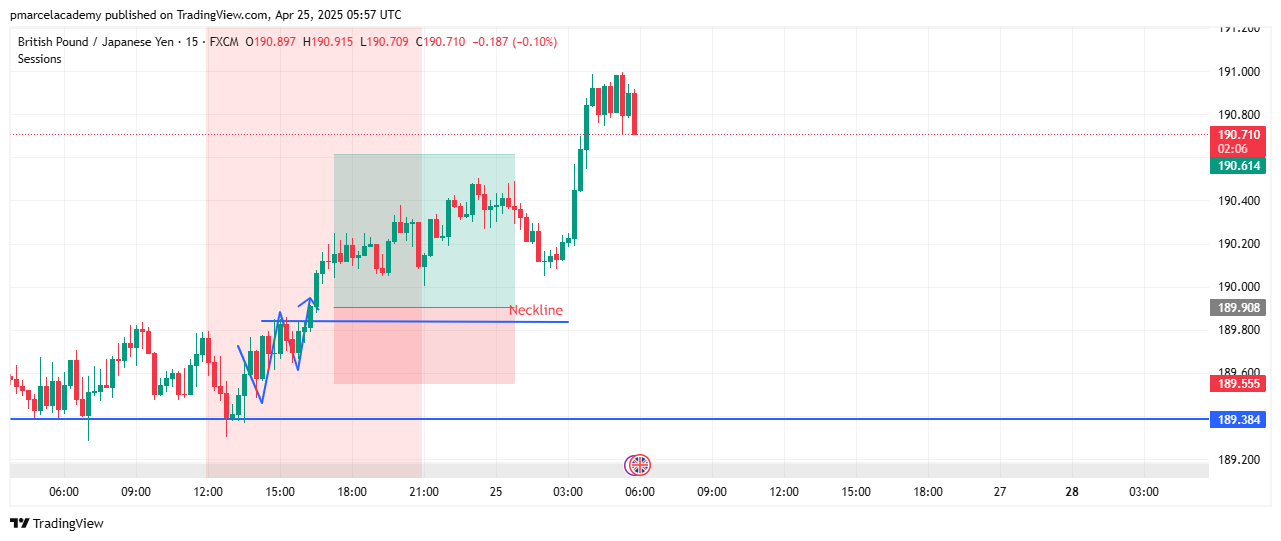 pmarcelacademy published on TradingView.com, Apr 25, 2025 05:57 UTC
British Pound / Japanese Yen · 15 · FXCM O190.897 H190.915 L190.709 C190.710 −0.187 (−0.10%)
Sessions
191.200
191.000
190.800
190.710
02:06
190.614
190.400
190.200
190.000
189.908
Neckline
189.800
189.600
189.555
189.384
189.200
06:00 09:00 12:00 15:00 18:00 21:00 25 03:00 06:00 09:00 12:00 15:00 18:00 27 28 03:00
TradingView